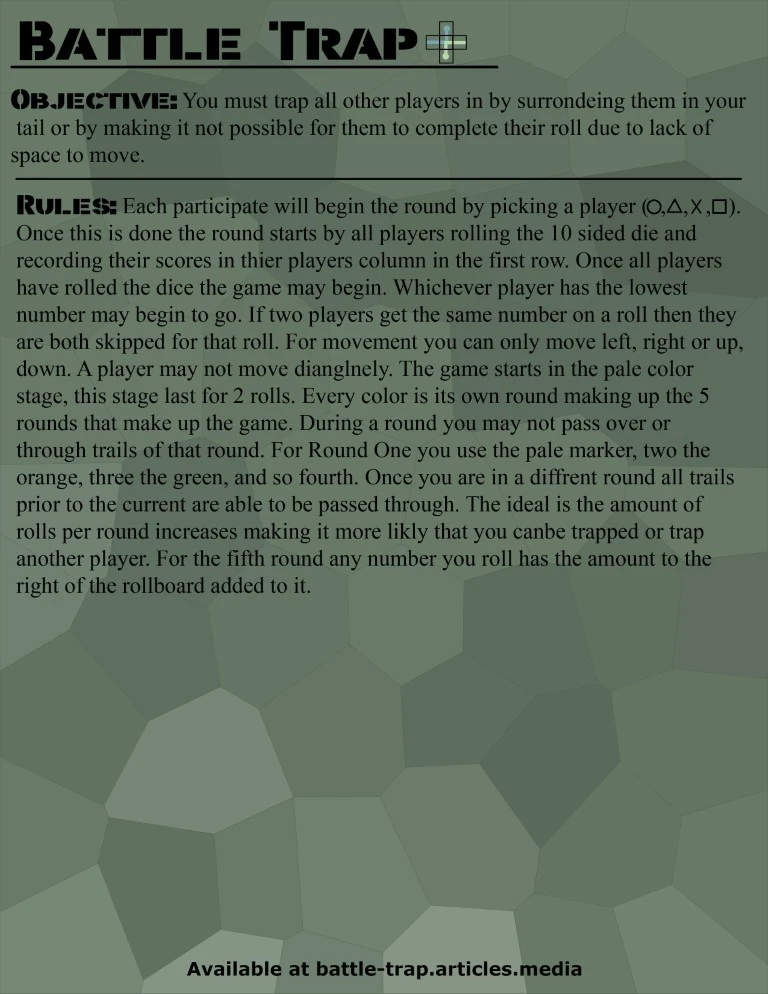 Battle Trap
Objective: You must trap all other players in by surrondeing them in your
tail or by making it not possible for them to complete their roll due to lack of
space to move.
Rules: Each participate will begin the round by picking a player (○,△,X,□).
Once this is done the round starts by all players rolling the 10 sided die and
recording their scores in thier players column in the first row. Once all players
have rolled the dice the game may begin. Whichever player has the lowest
number may begin to go. If two players get the same number on a roll then they
are both skipped for that roll. For movement you can only move left, right or up,
down. A player may not move dianglnely. The game starts in the pale color
stage, this stage last for 2 rolls. Every color is its own round making up the 5
rounds that make up the game. During a round you may not pass over or
through trails of that round. For Round One you use the pale marker, two the
orange, three the green, and so fourth. Once you are in a diffrent round all trails
prior to the current are able to be passed through. The ideal is the amount of
rolls per round increases making it more likly that you canbe trapped or trap
another player. For the fifth round any number you roll has the amount to the
right of the rollboard added to it.
Available at battle-trap.articles.media